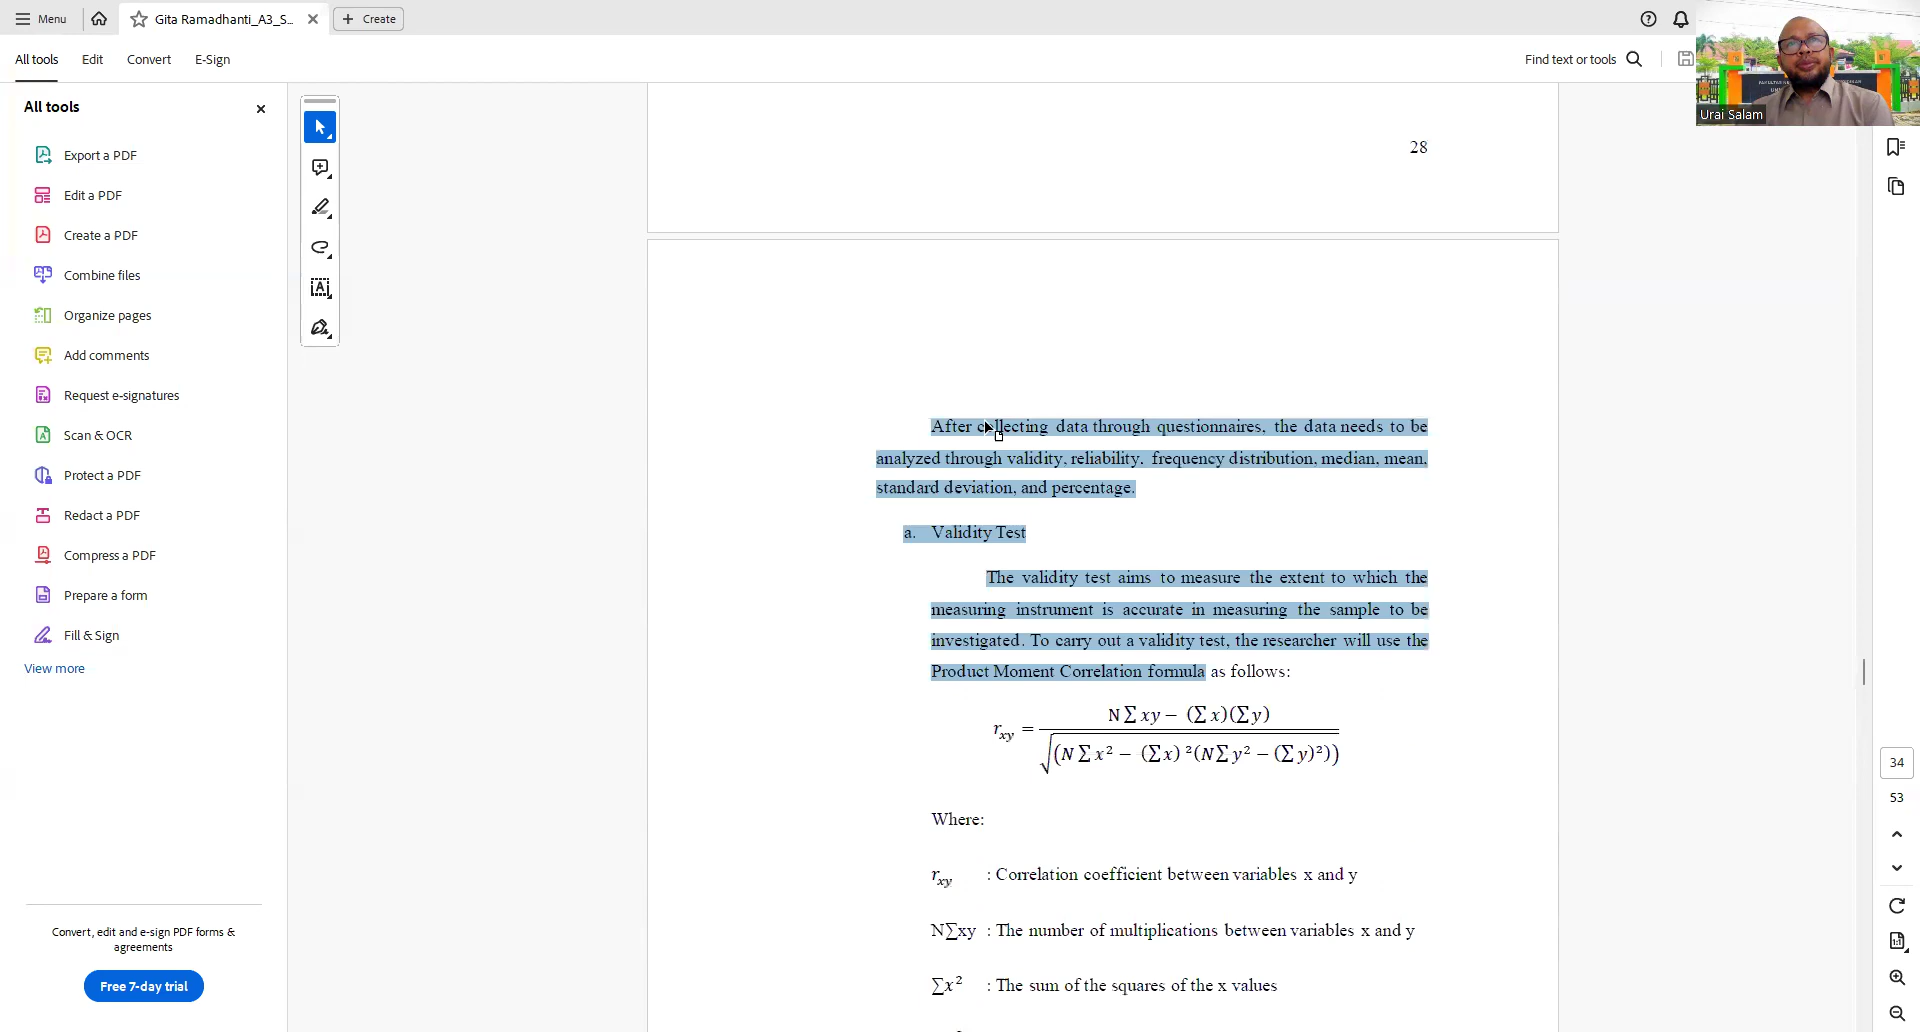 Menu
Gita Ramadhanti_A3_S...
Create
All tools
Edit
Convert
E-Sign
Find text or tools
Urai Salam
All tools
Export a PDF
Edit a PDF
Create a PDF
Combine files
Organize pages
Add comments
Request e-signatures
Scan & OCR
Protect a PDF
Redact a PDF
Compress a PDF
Prepare a form
Fill & Sign
View more
Convert, edit and e-sign PDF forms &
agreements
Free 7-day trial
28
After collecting data through questionnaires, the data needs to be
analyzed through validity, reliability. frequency distribution, median, mean,
standard deviation, and percentage.
a. Validity Test
The validity test aims to measure the extent to which the
measuring instrument is accurate in measuring the sample to be
investigated. To carry out a validity test, the researcher will use the
Product Moment Correlation formula as follows:
r_xy = N∑xy − (∑x)(∑y)
√(N∑x² − (∑x)²(N∑y² − (∑y)²))
Where:
r_xy : Correlation coefficient between variables x and y
N∑xy : The number of multiplications between variables x and y
∑x² : The sum of the squares of the x values
34
53